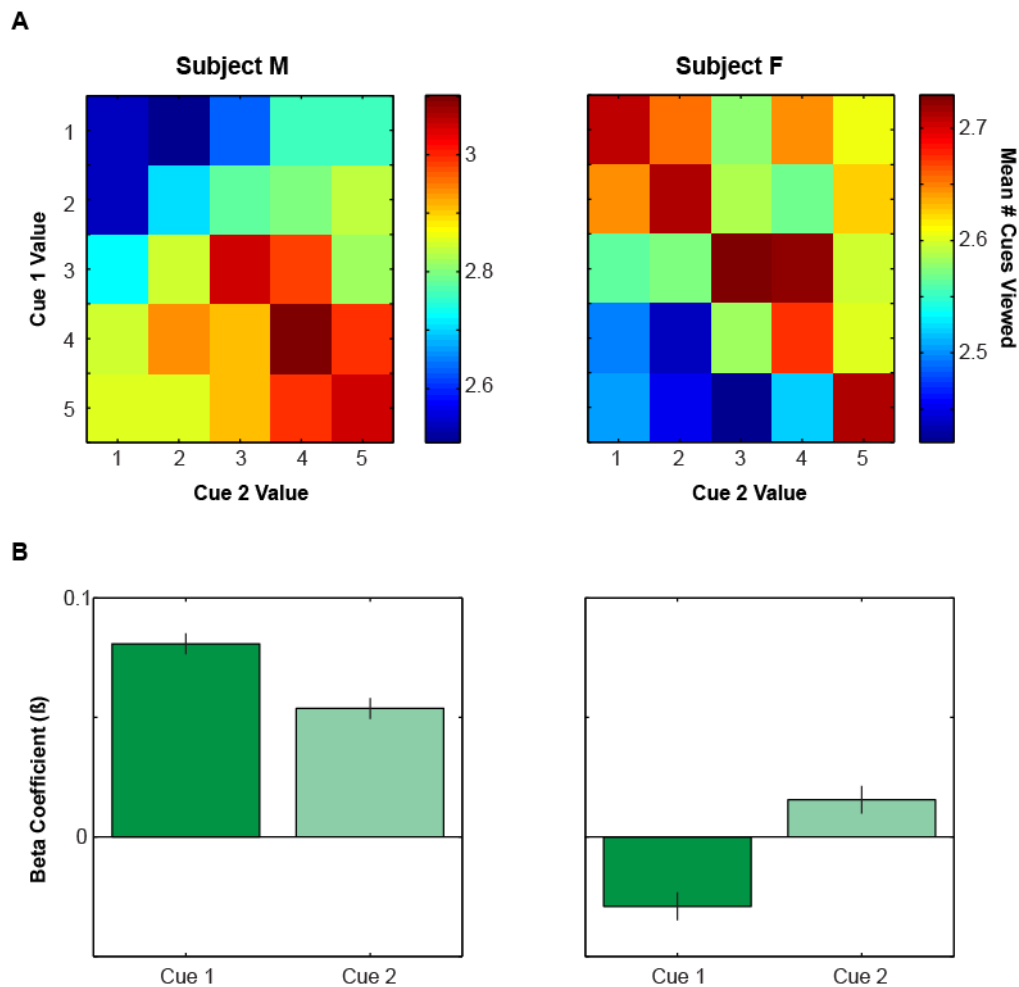 A
Subject M
Subject F
Cue 1 Value
1
2
3
4
5
1 2 3 4 5
Cue 2 Value
3
2.8
2.6
1 2 3 4 5
Cue 2 Value
2.7
2.6
2.5
Mean # Cues Viewed
B
Beta Coefficient (ß)
0.1
0
Cue 1 Cue 2
Cue 1 Cue 2